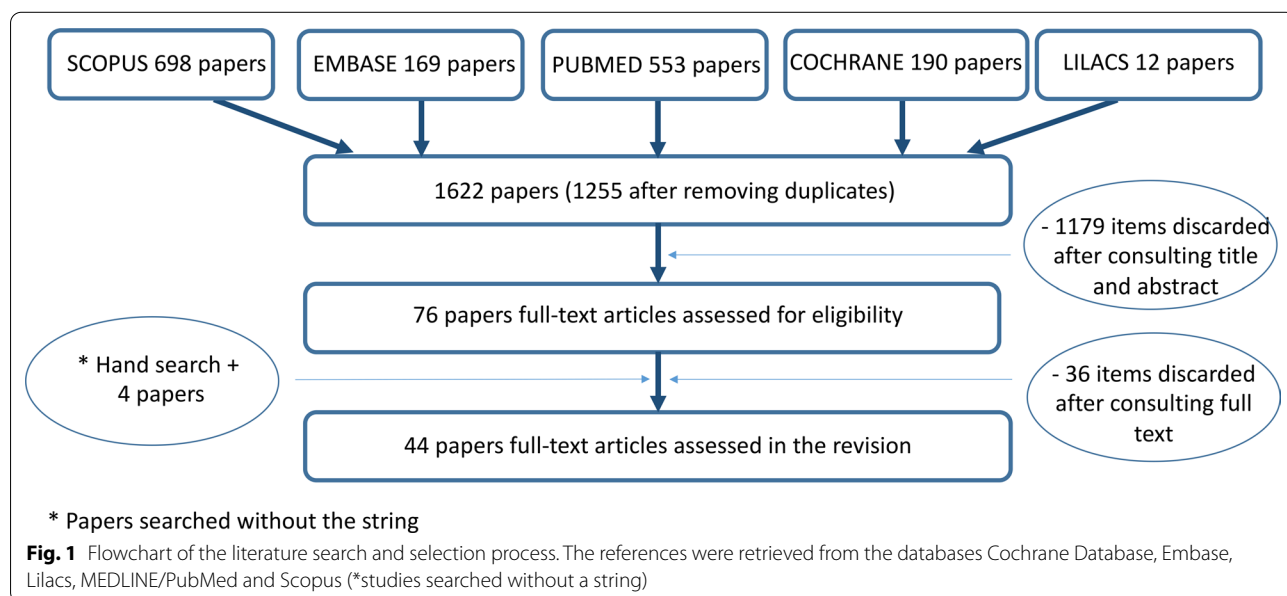 SCOPUS 698 papers
EMBASE 169 papers
PUBMED 553 papers
COCHRANE 190 papers
LILACS 12 papers
1622 papers (1255 after removing duplicates)
- 1179 items discarded
after consulting title
and abstract
76 papers full-text articles assessed for eligibility
* Hand search +
4 papers
- 36 items discarded
after consulting full
text
44 papers full-text articles assessed in the revision
* Papers searched without the string
Fig. 1 Flowchart of the literature search and selection process. The references were retrieved from the databases Cochrane Database, Embase,
Lilacs, MEDLINE/PubMed and Scopus (*studies searched without a string)